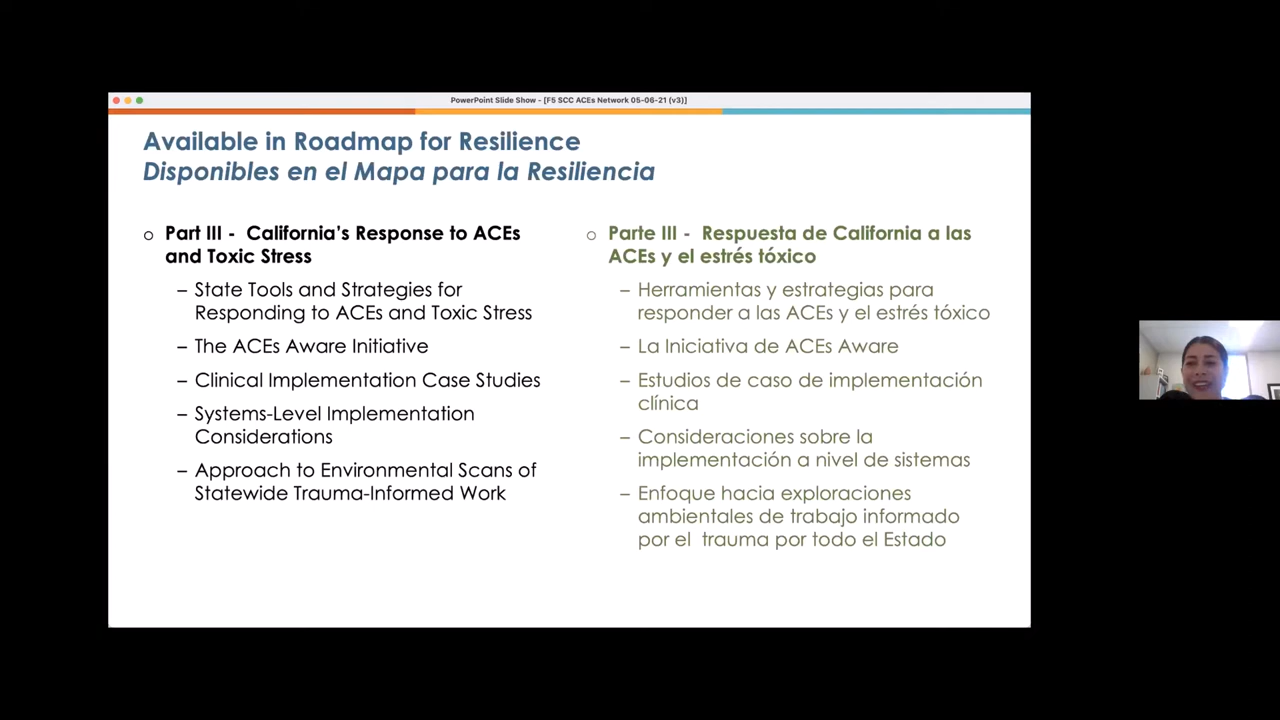 PowerPoint Slide Show - [F5 SCC ACEs Network 05-06-21 (v3)]
Available in Roadmap for Resilience
Disponibles en el Mapa para la Resiliencia
Part III - California's Response to ACEs
and Toxic Stress
– State Tools and Strategies for
Responding to ACEs and Toxic Stress
– The ACEs Aware Initiative
– Clinical Implementation Case Studies
– Systems-Level Implementation
Considerations
– Approach to Environmental Scans of
Statewide Trauma-Informed Work
Parte III - Respuesta de California a las
ACEs y el estrés tóxico
– Herramientas y estrategias para
responder a las ACEs y el estrés tóxico
– La Iniciativa de ACEs Aware
– Estudios de caso de implementación
clínica
– Consideraciones sobre la
implementación a nivel de sistemas
– Enfoque hacia exploraciones
ambientales de trabajo informado
por el trauma por todo el Estado